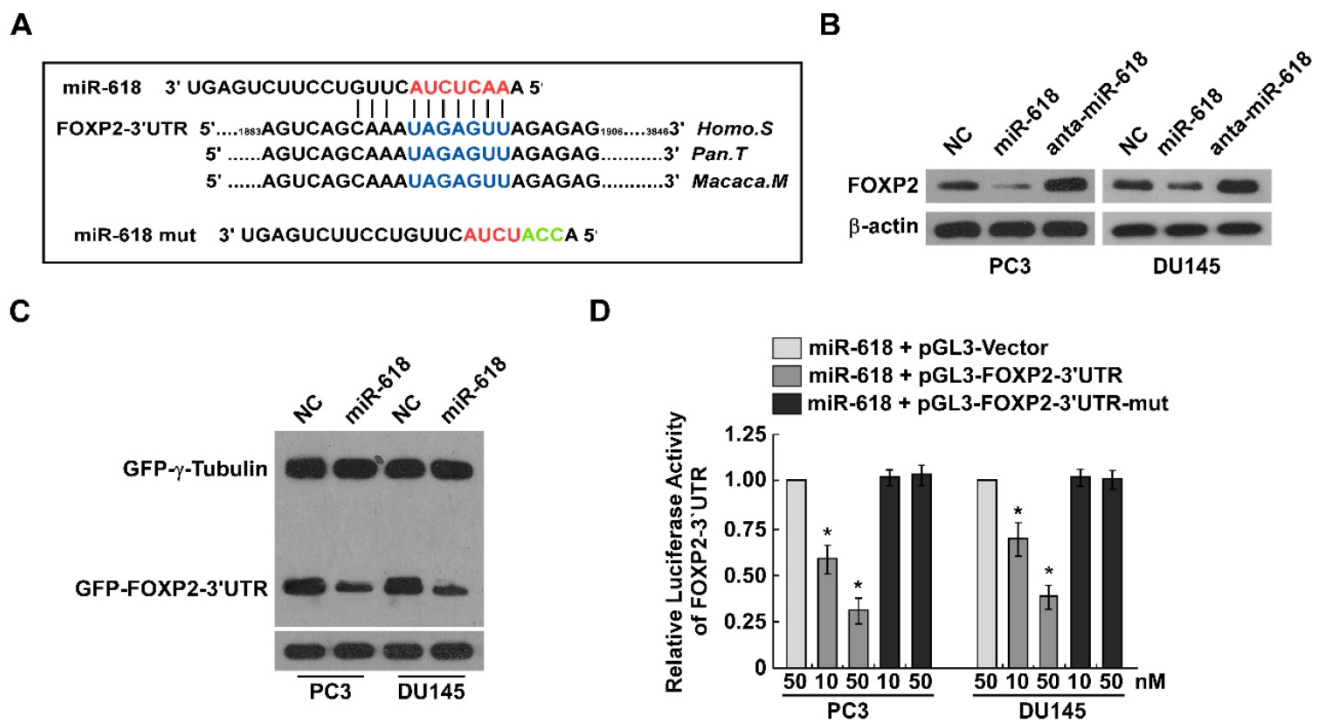 A
miR-618 3' UGAGUCUUCCUGUUCAUCUCAAA 5'
FOXP2-3'UTR 5'....1883AGUCAGCAAAUAGAGUUAGAGAG1906....38463' Homo.S
5' ......AGUCAGCAAAUAGAGUUAGAGAG...........3' Pan.T
5' ......AGUCAGCAAAUAGAGUUAGAGAG...........3' Macaca.M
miR-618 mut 3' UGAGUCUUCCUGUUCAUCUACCA 5'
B
NC miR-618 anta-miR-618 NC miR-618 anta-miR-618
FOXP2
β-actin
PC3 DU145
C
NC miR-618 NC miR-618
GFP-γ-Tubulin
GFP-FOXP2-3'UTR
PC3 DU145
D
miR-618 + pGL3-Vector
miR-618 + pGL3-FOXP2-3'UTR
miR-618 + pGL3-FOXP2-3'UTR-mut
Relative Luciferase Activity
of FOXP2-3`UTR
1.25
1.00
0.75
0.50
0.25
0
* * * *
50 10 50 10 50 50 10 50 10 50 nM
PC3 DU145